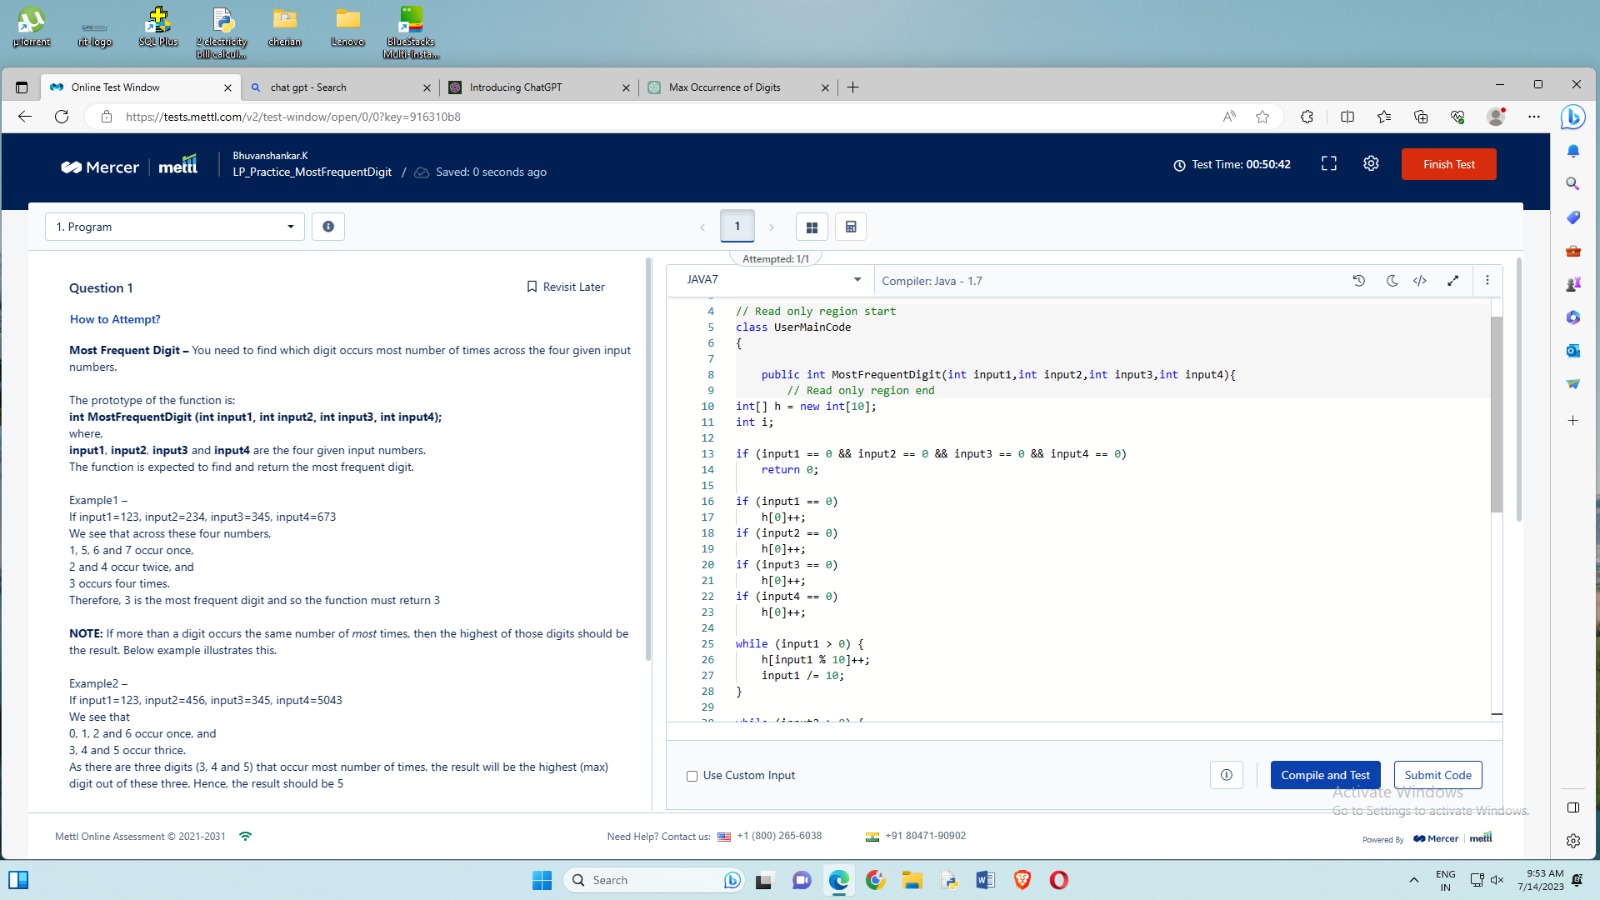 µTorrent
rit-logo
SQL Plus
2 electricity
bill calcul...
cherian
Lenovo
BlueStacks
Multi-Insta...
Online Test Window
chat gpt - Search
Introducing ChatGPT
Max Occurrence of Digits
https://tests.mettl.com/v2/test-window/open/0/0?key=916310b8
Mercer
mettl
Bhuvanshankar.K
LP_Practice_MostFrequentDigit / Saved: 0 seconds ago
Test Time: 00:50:42
Finish Test
1. Program
1
Attempted: 1/1
Question 1
Revisit Later
How to Attempt?
Most Frequent Digit – You need to find which digit occurs most number of times across the four given input
numbers.
The prototype of the function is:
int MostFrequentDigit (int input1, int input2, int input3, int input4);
where,
input1, input2, input3 and input4 are the four given input numbers.
The function is expected to find and return the most frequent digit.
Example1 –
If input1=123, input2=234, input3=345, input4=673
We see that across these four numbers,
1, 5, 6 and 7 occur once,
2 and 4 occur twice, and
3 occurs four times.
Therefore, 3 is the most frequent digit and so the function must return 3
NOTE: If more than a digit occurs the same number of most times, then the highest of those digits should be
the result. Below example illustrates this.
Example2 –
If input1=123, input2=456, input3=345, input4=5043
We see that
0, 1, 2 and 6 occur once, and
3, 4 and 5 occur thrice.
As there are three digits (3, 4 and 5) that occur most number of times, the result will be the highest (max)
digit out of these three. Hence, the result should be 5
JAVA7
Compiler: Java - 1.7
4 // Read only region start
5 class UserMainCode
6 {
7
8 public int MostFrequentDigit(int input1,int input2,int input3,int input4){
9 // Read only region end
10 int[] h = new int[10];
11 int i;
12
13 if (input1 == 0 && input2 == 0 && input3 == 0 && input4 == 0)
14 return 0;
15
16 if (input1 == 0)
17 h[0]++;
18 if (input2 == 0)
19 h[0]++;
20 if (input3 == 0)
21 h[0]++;
22 if (input4 == 0)
23 h[0]++;
24
25 while (input1 > 0) {
26 h[input1 % 10]++;
27 input1 /= 10;
28 }
29
Use Custom Input
Compile and Test
Submit Code
Activate Windows
Go to Settings to activate Windows.
Mettl Online Assessment © 2021-2031
Need Help? Contact us: +1 (800) 265-6038
+91 80471-90902
Powered By
Mercer
mettl
Search
ENG
IN
9:53 AM
7/14/2023